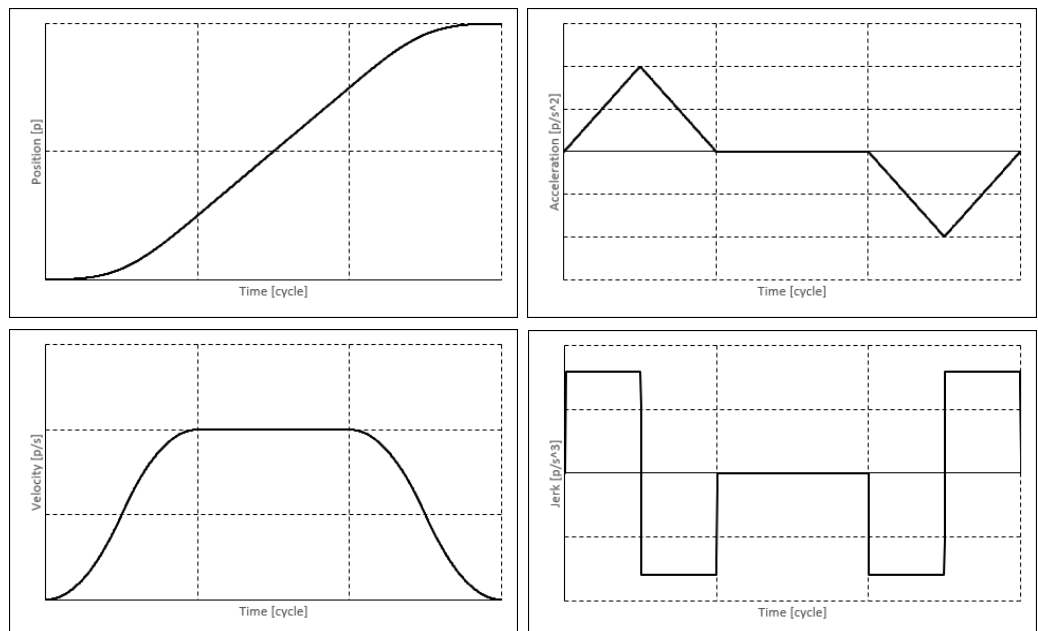 Position [p]
Time [cycle]
Acceleration [p/s^2]
Time [cycle]
Velocity [p/s]
Time [cycle]
Jerk [p/s^3]
Time [cycle]